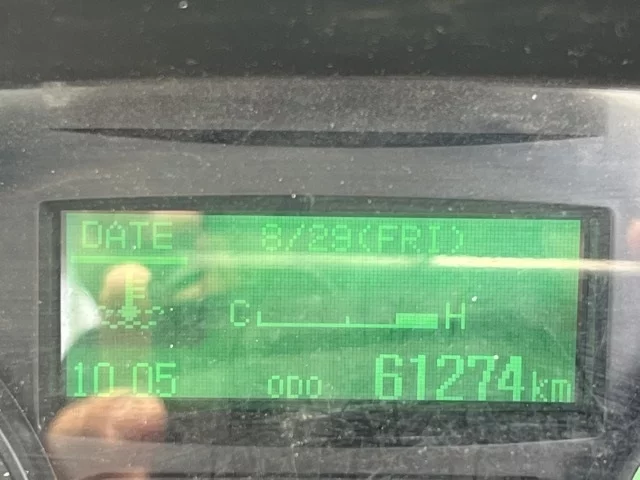 DATE 8/29(FRI)
C H
10:05 ODO 61274km